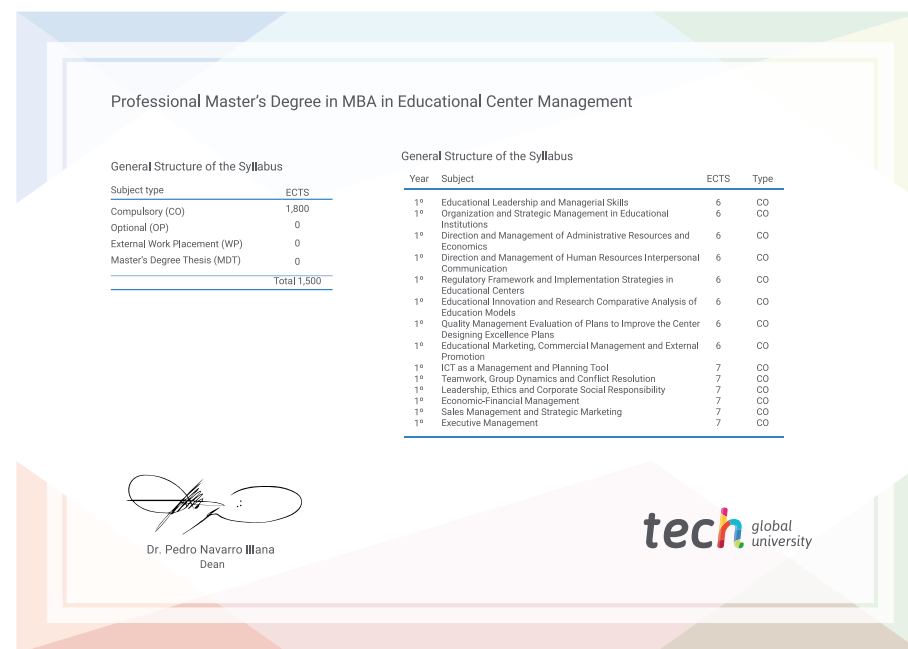 Professional Master's Degree in MBA in Educational Center Management
General Structure of the Syllabus
Subject type ECTS
Compulsory (CO) 1,800
Optional (OP) 0
External Work Placement (WP) 0
Master's Degree Thesis (MDT) 0
Total 1,500
General Structure of the Syllabus
Year Subject ECTS Type
1º Educational Leadership and Managerial Skills 6 CO
1º Organization and Strategic Management in Educational 6 CO
Institutions
1º Direction and Management of Administrative Resources and 6 CO
Economics
1º Direction and Management of Human Resources Interpersonal 6 CO
Communication
1º Regulatory Framework and Implementation Strategies in 6 CO
Educational Centers
1º Educational Innovation and Research Comparative Analysis of 6 CO
Education Models
1º Quality Management Evaluation of Plans to Improve the Center 6 CO
Designing Excellence Plans
1º Educational Marketing, Commercial Management and External 6 CO
Promotion
1º ICT as a Management and Planning Tool 7 CO
1º Teamwork, Group Dynamics and Conflict Resolution 7 CO
1º Leadership, Ethics and Corporate Social Responsibility 7 CO
1º Economic-Financial Management 7 CO
1º Sales Management and Strategic Marketing 7 CO
1º Executive Management 7 CO
Dr. Pedro Navarro Illana
Dean
tech global
university